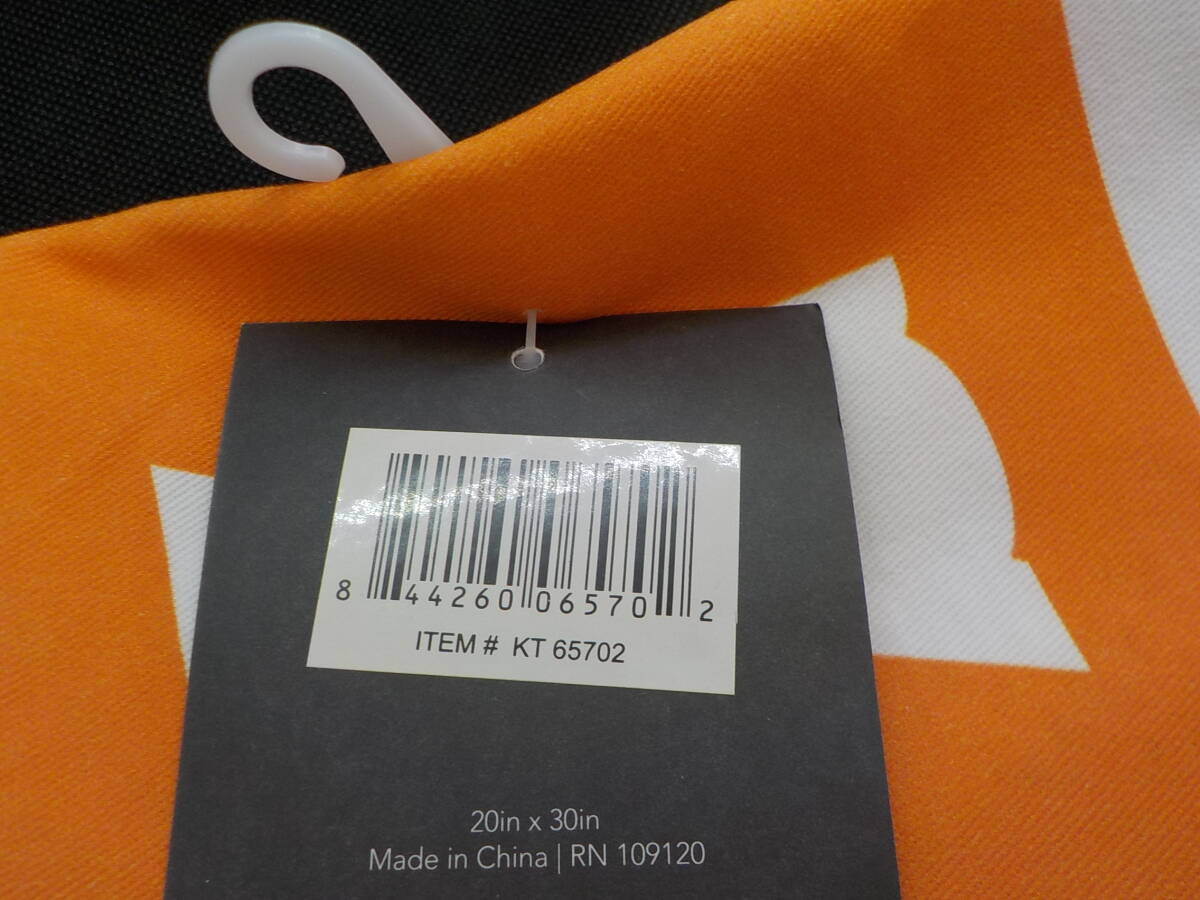 8 44260 06570 2
ITEM # KT 65702
20in x 30in
Made in China | RN 109120